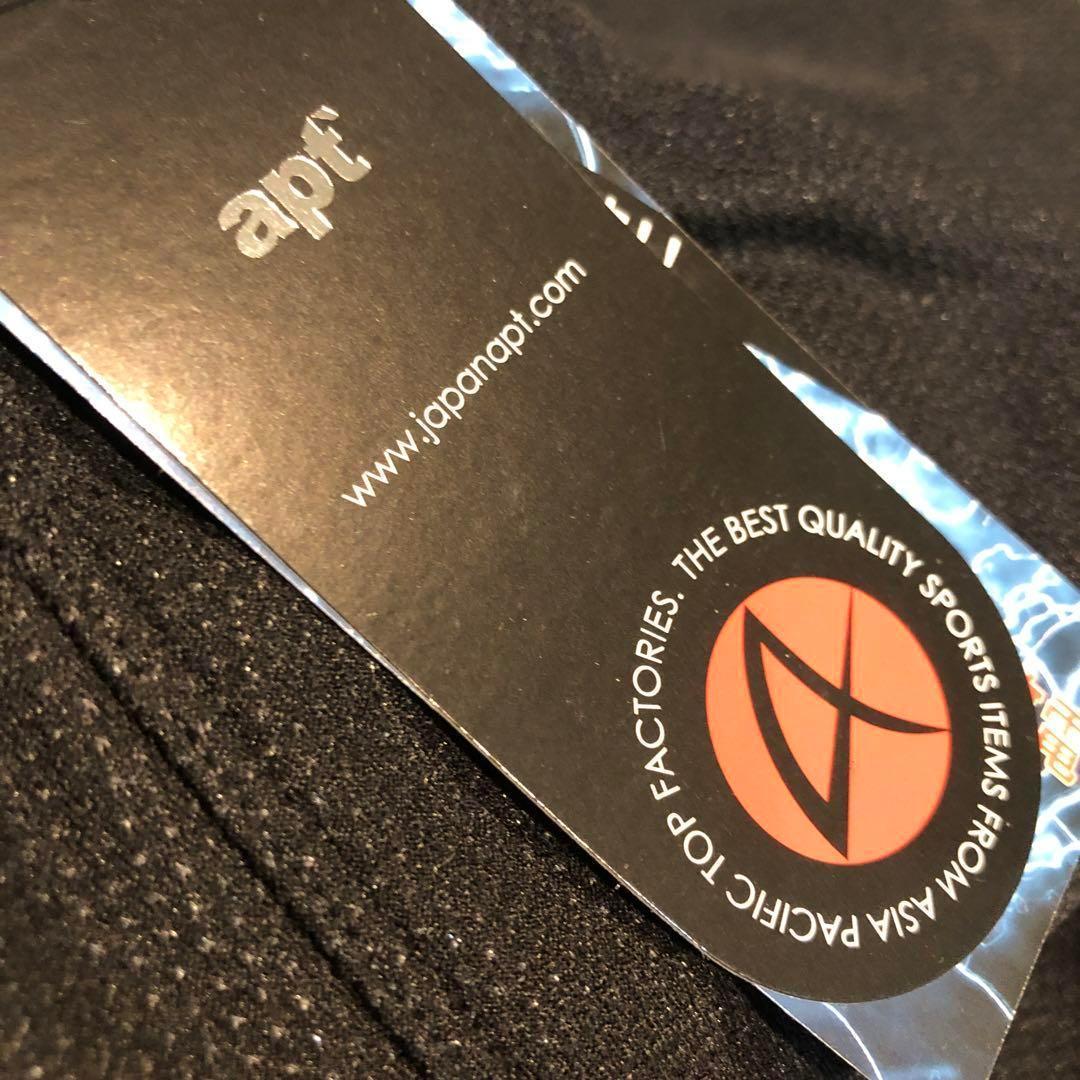 apt'
www.japanapt.com
THE BEST QUALITY SPORTS ITEMS FROM ASIA PACIFIC TOP FACTORIES.